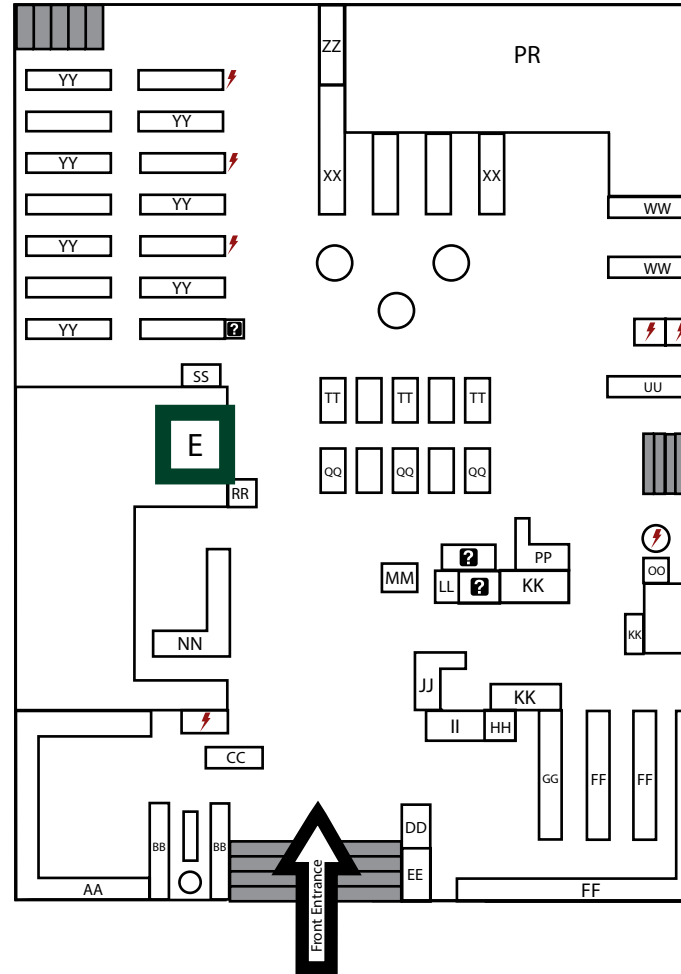 ZZ
PR
YY
YY
YY
XX
XX
YY
WW
YY
WW
YY
YY
?
SS
TT
TT
TT
UU
E
QQ
QQ
QQ
RR
?
PP
MM
LL
?
KK
OO
KK
NN
JJ
KK
II
HH
CC
GG
FF
FF
BB
BB
DD
EE
AA
FF
Front Entrance